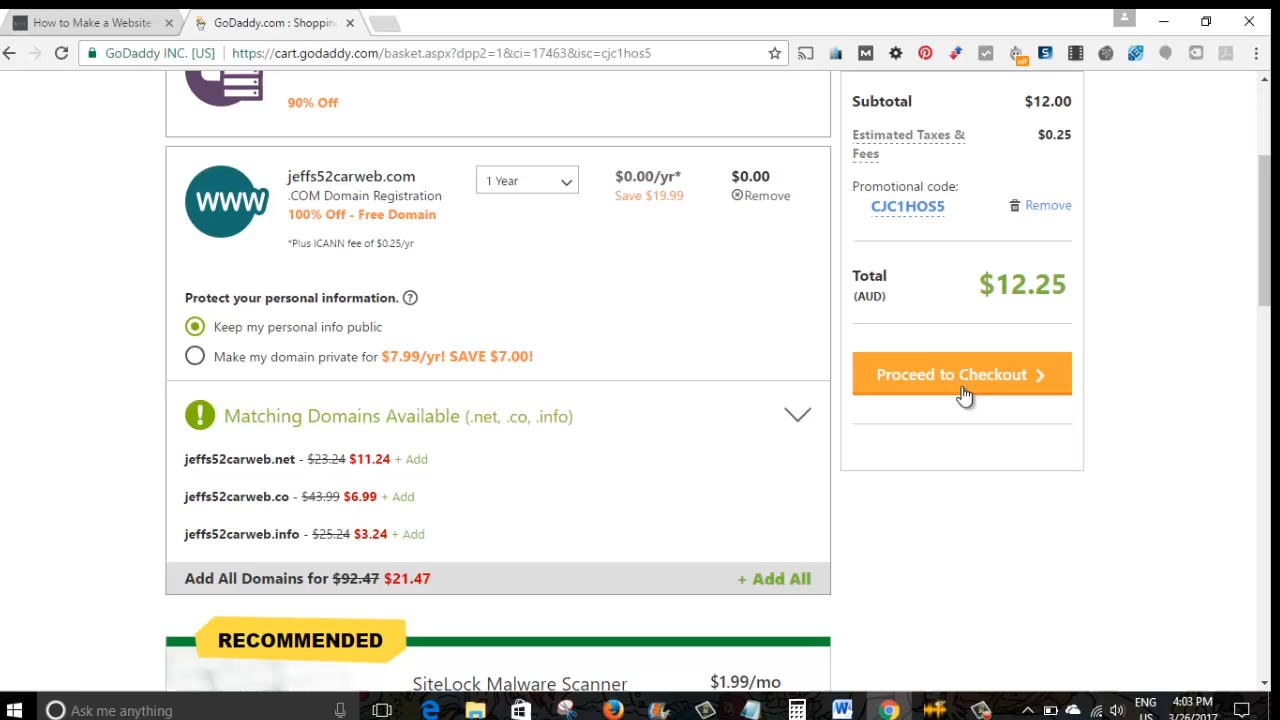 How to Make a Website
GoDaddy.com : Shoppin
GoDaddy INC. [US]
https://cart.godaddy.com/basket.aspx?dpp2=1&ci=17463&isc=cjc1hos5
90% Off
WWW
jeffs52carweb.com
.COM Domain Registration
100% Off - Free Domain
*Plus ICANN fee of $0.25/yr
1 Year
$0.00/yr*
Save $19.99
$0.00
Remove
Protect your personal information. ?
Keep my personal info public
Make my domain private for $7.99/yr! SAVE $7.00!
! Matching Domains Available (.net, .co, .info)
jeffs52carweb.net - $23.24 $11.24 + Add
jeffs52carweb.co - $43.99 $6.99 + Add
jeffs52carweb.info - $25.24 $3.24 + Add
Add All Domains for $92.47 $21.47
+ Add All
RECOMMENDED
SiteLock Malware Scanner
$1.99/mo
Subtotal $12.00
Estimated Taxes & $0.25
Fees
Promotional code:
CJC1HOS5 Remove
Total $12.25
(AUD)
Proceed to Checkout
Ask me anything
ENG
US
4:03 PM